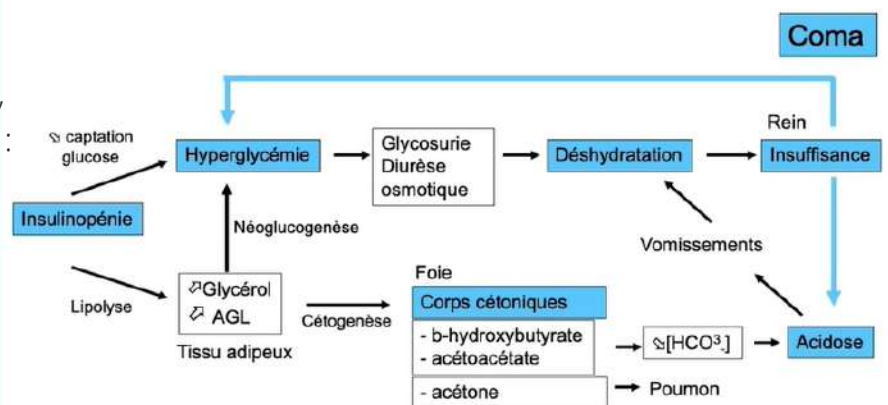 Coma
:
⇘ captation
glucose
Hyperglycémie
Glycosurie
Diurèse
osmotique
Déshydratation
Rein
Insuffisance
Insulinopénie
Néoglucogenèse
Vomissements
Lipolyse
⇗Glycérol
⇗ AGL
Tissu adipeux
Cétogenèse
Foie
Corps cétoniques
- b-hydroxybutyrate
- acétoacétate
- acétone
⇘[HCO³-]
Acidose
Poumon